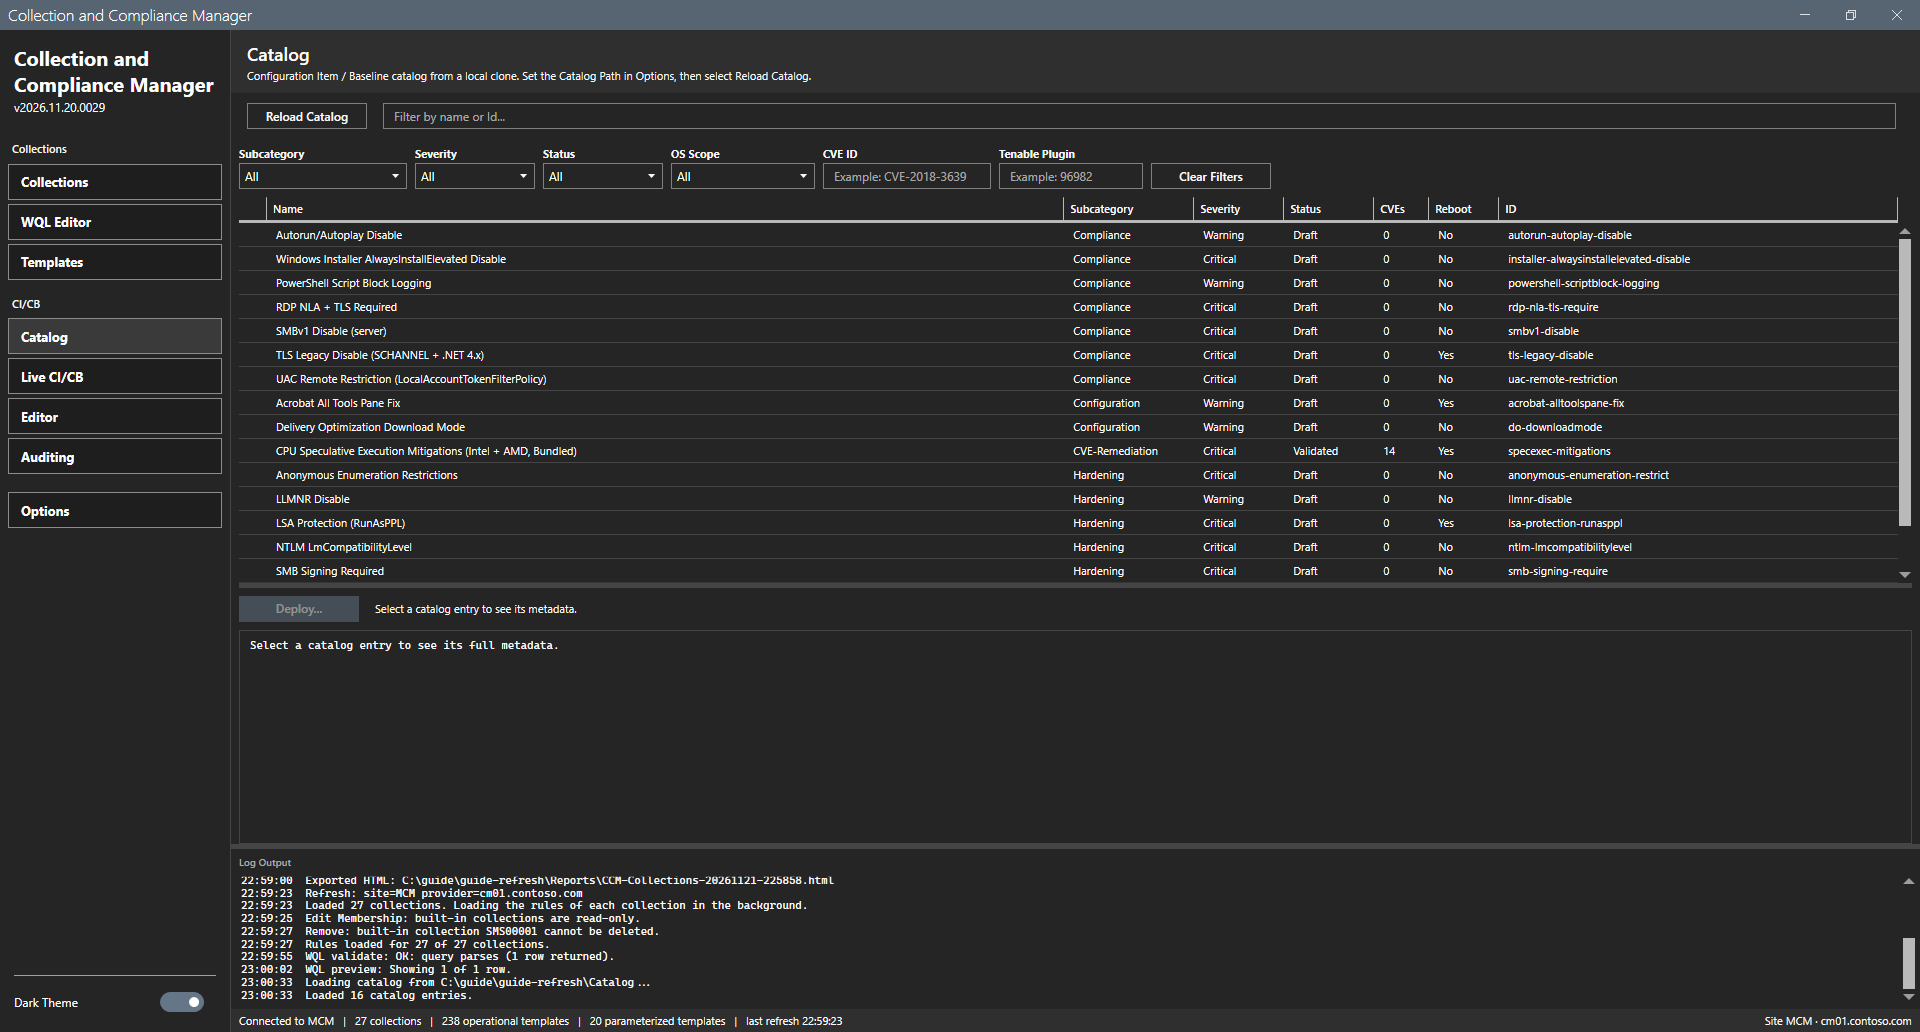 Collection and Compliance Manager
Collection and
Compliance Manager
v2026.11.20.0029
Collections
Collections
WQL Editor
Templates
CI/CB
Catalog
Live CI/CB
Editor
Auditing
Options
Dark Theme
Catalog
Configuration Item / Baseline catalog from a local clone. Set the Catalog Path in Options, then select Reload Catalog.
Reload Catalog Filter by name or Id...
Subcategory Severity Status OS Scope CVE ID Tenable Plugin
All All All All Example: CVE-2018-3639 Example: 96982 Clear Filters
Name Subcategory Severity Status CVEs Reboot ID
Autorun/Autoplay Disable Compliance Warning Draft 0 No autorun-autoplay-disable
Windows Installer AlwaysInstallElevated Disable Compliance Critical Draft 0 No installer-alwaysinstallelevated-disable
PowerShell Script Block Logging Compliance Warning Draft 0 No powershell-scriptblock-logging
RDP NLA + TLS Required Compliance Critical Draft 0 No rdp-nla-tls-require
SMBv1 Disable (server) Compliance Critical Draft 0 No smbv1-disable
TLS Legacy Disable (SCHANNEL + .NET 4.x) Compliance Critical Draft 0 Yes tls-legacy-disable
UAC Remote Restriction (LocalAccountTokenFilterPolicy) Compliance Critical Draft 0 No uac-remote-restriction
Acrobat All Tools Pane Fix Configuration Warning Draft 0 Yes acrobat-alltoolspane-fix
Delivery Optimization Download Mode Configuration Warning Draft 0 No do-downloadmode
CPU Speculative Execution Mitigations (Intel + AMD, Bundled) CVE-Remediation Critical Validated 14 Yes specexec-mitigations
Anonymous Enumeration Restrictions Hardening Critical Draft 0 No anonymous-enumeration-restrict
LLMNR Disable Hardening Warning Draft 0 No llmnr-disable
LSA Protection (RunAsPPL) Hardening Critical Draft 0 Yes lsa-protection-runasppl
NTLM LmCompatibilityLevel Hardening Critical Draft 0 No ntlm-lmcompatibilitylevel
SMB Signing Required Hardening Critical Draft 0 No smb-signing-require
Deploy... Select a catalog entry to see its metadata.
Select a catalog entry to see its full metadata.
Log Output
22:59:00 Exported HTML: C:\guide\guide-refresh\Reports\CCM-Collections-20261121-225858.html
22:59:23 Refresh: site=MCM provider=cm01.contoso.com
22:59:23 Loaded 27 collections. Loading the rules of each collection in the background.
22:59:25 Edit Membership: built-in collections are read-only.
22:59:27 Remove: built-in collection SMS00001 cannot be deleted.
22:59:27 Rules loaded for 27 of 27 collections.
22:59:55 WQL validate: OK: query parses (1 row returned).
23:00:02 WQL preview: Showing 1 of 1 row.
23:00:33 Loading catalog from C:\guide\guide-refresh\Catalog...
23:00:33 Loaded 16 catalog entries.
Connected to MCM | 27 collections | 238 operational templates | 20 parameterized templates | last refresh 22:59:23
Site MCM · cm01.contoso.com